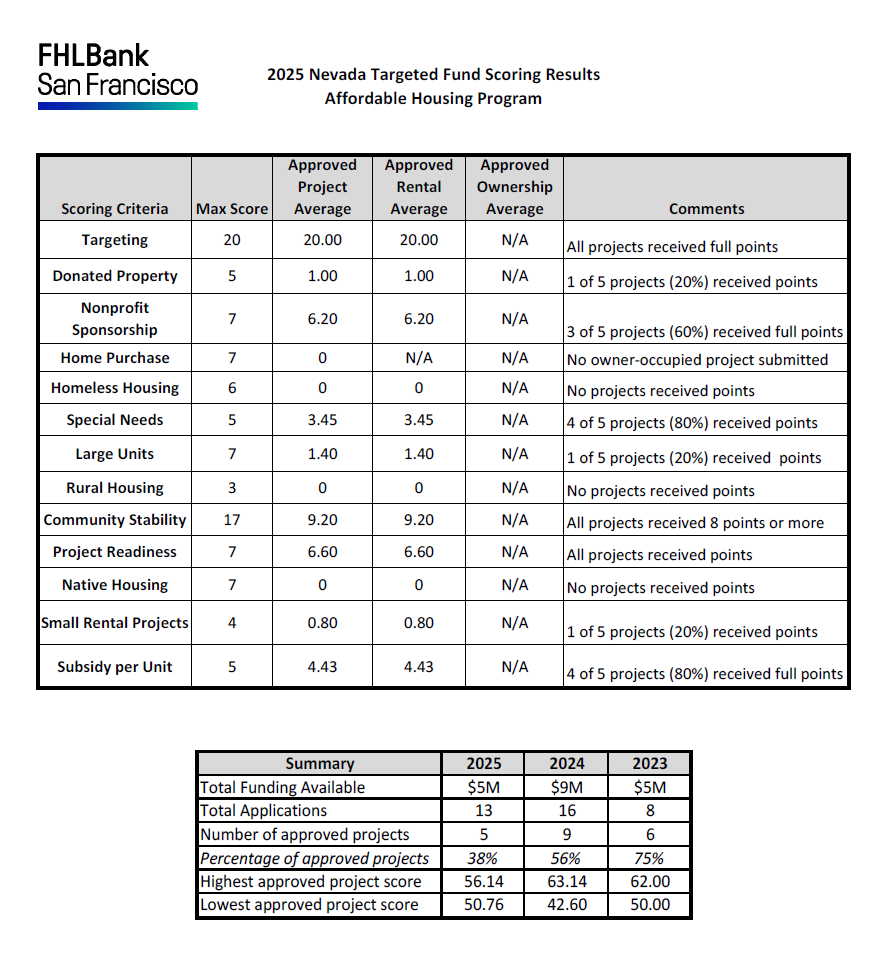 FHLBank
San Francisco
2025 Nevada Targeted Fund Scoring Results
Affordable Housing Program
Scoring Criteria Max Score Approved Project Average Approved Rental Average Approved Ownership Average Comments
Targeting 20 20.00 20.00 N/A All projects received full points
Donated Property 5 1.00 1.00 N/A 1 of 5 projects (20%) received points
Nonprofit Sponsorship 7 6.20 6.20 N/A 3 of 5 projects (60%) received full points
Home Purchase 7 0 N/A N/A No owner-occupied project submitted
Homeless Housing 6 0 0 N/A No projects received points
Special Needs 5 3.45 3.45 N/A 4 of 5 projects (80%) received points
Large Units 7 1.40 1.40 N/A 1 of 5 projects (20%) received  points
Rural Housing 3 0 0 N/A No projects received points
Community Stability 17 9.20 9.20 N/A All projects received 8 points or more
Project Readiness 7 6.60 6.60 N/A All projects received points
Native Housing 7 0 0 N/A No projects received points
Small Rental Projects 4 0.80 0.80 N/A 1 of 5 projects (20%) received points
Subsidy per Unit 5 4.43 4.43 N/A 4 of 5 projects (80%) received full points
Summary 2025 2024 2023
Total Funding Available $5M $9M $5M
Total Applications 13 16 8
Number of approved projects 5 9 6
Percentage of approved projects 38% 56% 75%
Highest approved project score 56.14 63.14 62.00
Lowest approved project score 50.76 42.60 50.00